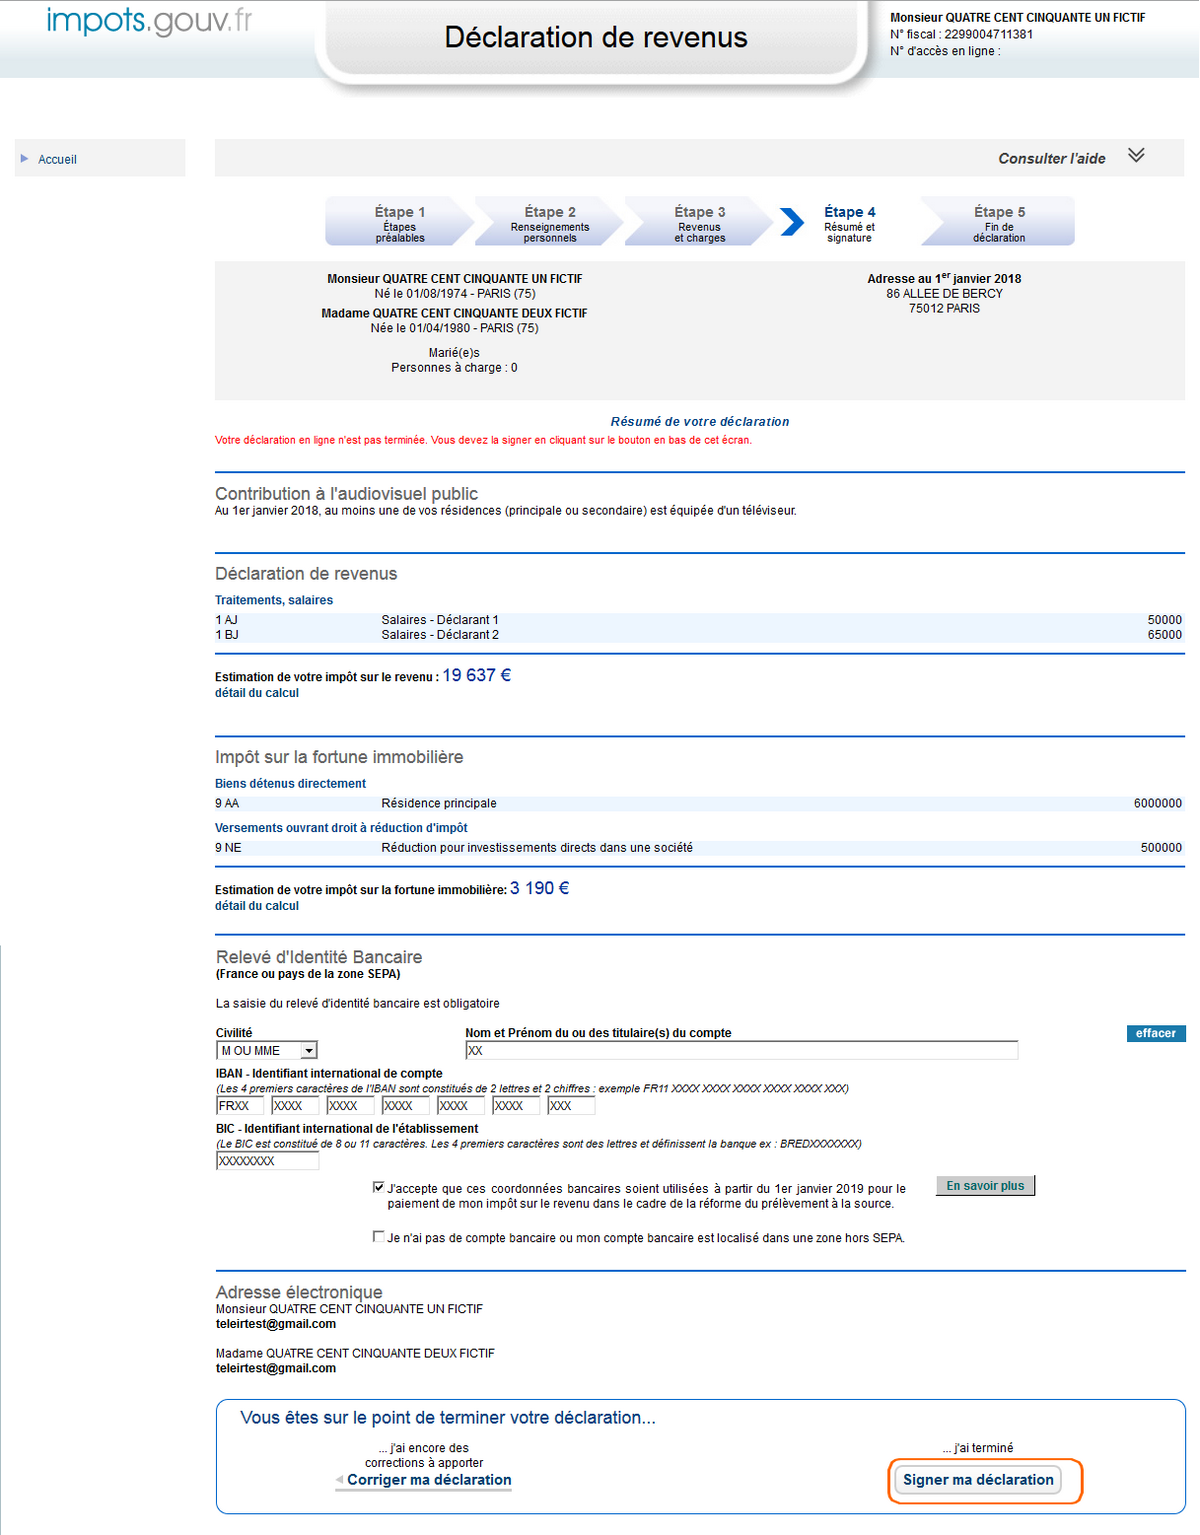 impots.gouv.fr
Déclaration de revenus
Monsieur QUATRE CENT CINQUANTE UN FICTIF
N° fiscal : 2299004711381
N° d'accès en ligne :
Accueil
Consulter l'aide
Étape 1
Étapes
préalables
Étape 2
Renseignements
personnels
Étape 3
Revenus
et charges
Étape 4
Résumé et
signature
Étape 5
Fin de
déclaration
Monsieur QUATRE CENT CINQUANTE UN FICTIF
Né le 01/08/1974 - PARIS (75)
Madame QUATRE CENT CINQUANTE DEUX FICTIF
Née le 01/04/1980 - PARIS (75)
Marié(e)s
Personnes à charge : 0
Adresse au 1er janvier 2018
86 ALLEE DE BERCY
75012 PARIS
Résumé de votre déclaration
Votre déclaration en ligne n'est pas terminée. Vous devez la signer en cliquant sur le bouton en bas de cet écran.
Contribution à l'audiovisuel public
Au 1er janvier 2018, au moins une de vos résidences (principale ou secondaire) est équipée d'un téléviseur.
Déclaration de revenus
Traitements, salaires
1 AJ Salaires - Déclarant 1 50000
1 BJ Salaires - Déclarant 2 65000
Estimation de votre impôt sur le revenu : 19 637 €
détail du calcul
Impôt sur la fortune immobilière
Biens détenus directement
9 AA Résidence principale 6000000
Versements ouvrant droit à réduction d'impôt
9 NE Réduction pour investissements directs dans une société 500000
Estimation de votre impôt sur la fortune immobilière: 3 190 €
détail du calcul
Relevé d'Identité Bancaire
(France ou pays de la zone SEPA)
La saisie du relevé d'identité bancaire est obligatoire
Civilité Nom et Prénom du ou des titulaire(s) du compte effacer
M OU MME XX
IBAN - Identifiant international de compte
(Les 4 premiers caractères de l'IBAN sont constitués de 2 lettres et 2 chiffres : exemple FR11 XXXX XXXX XXXX XXXX XXXX XXX)
FRXX XXXX XXXX XXXX XXXX XXXX XXX
BIC - Identifiant international de l'établissement
(Le BIC est constitué de 8 ou 11 caractères. Les 4 premiers caractères sont des lettres et définissent la banque ex : BREDXXXXXXX)
XXXXXXXX
J'accepte que ces coordonnées bancaires soient utilisées à partir du 1er janvier 2019 pour le
paiement de mon impôt sur le revenu dans le cadre de la réforme du prélèvement à la source.
En savoir plus
Je n'ai pas de compte bancaire ou mon compte bancaire est localisé dans une zone hors SEPA.
Adresse électronique
Monsieur QUATRE CENT CINQUANTE UN FICTIF
teleirtest@gmail.com
Madame QUATRE CENT CINQUANTE DEUX FICTIF
teleirtest@gmail.com
Vous êtes sur le point de terminer votre déclaration...
... j'ai encore des
corrections à apporter
Corriger ma déclaration
... j'ai terminé
Signer ma déclaration